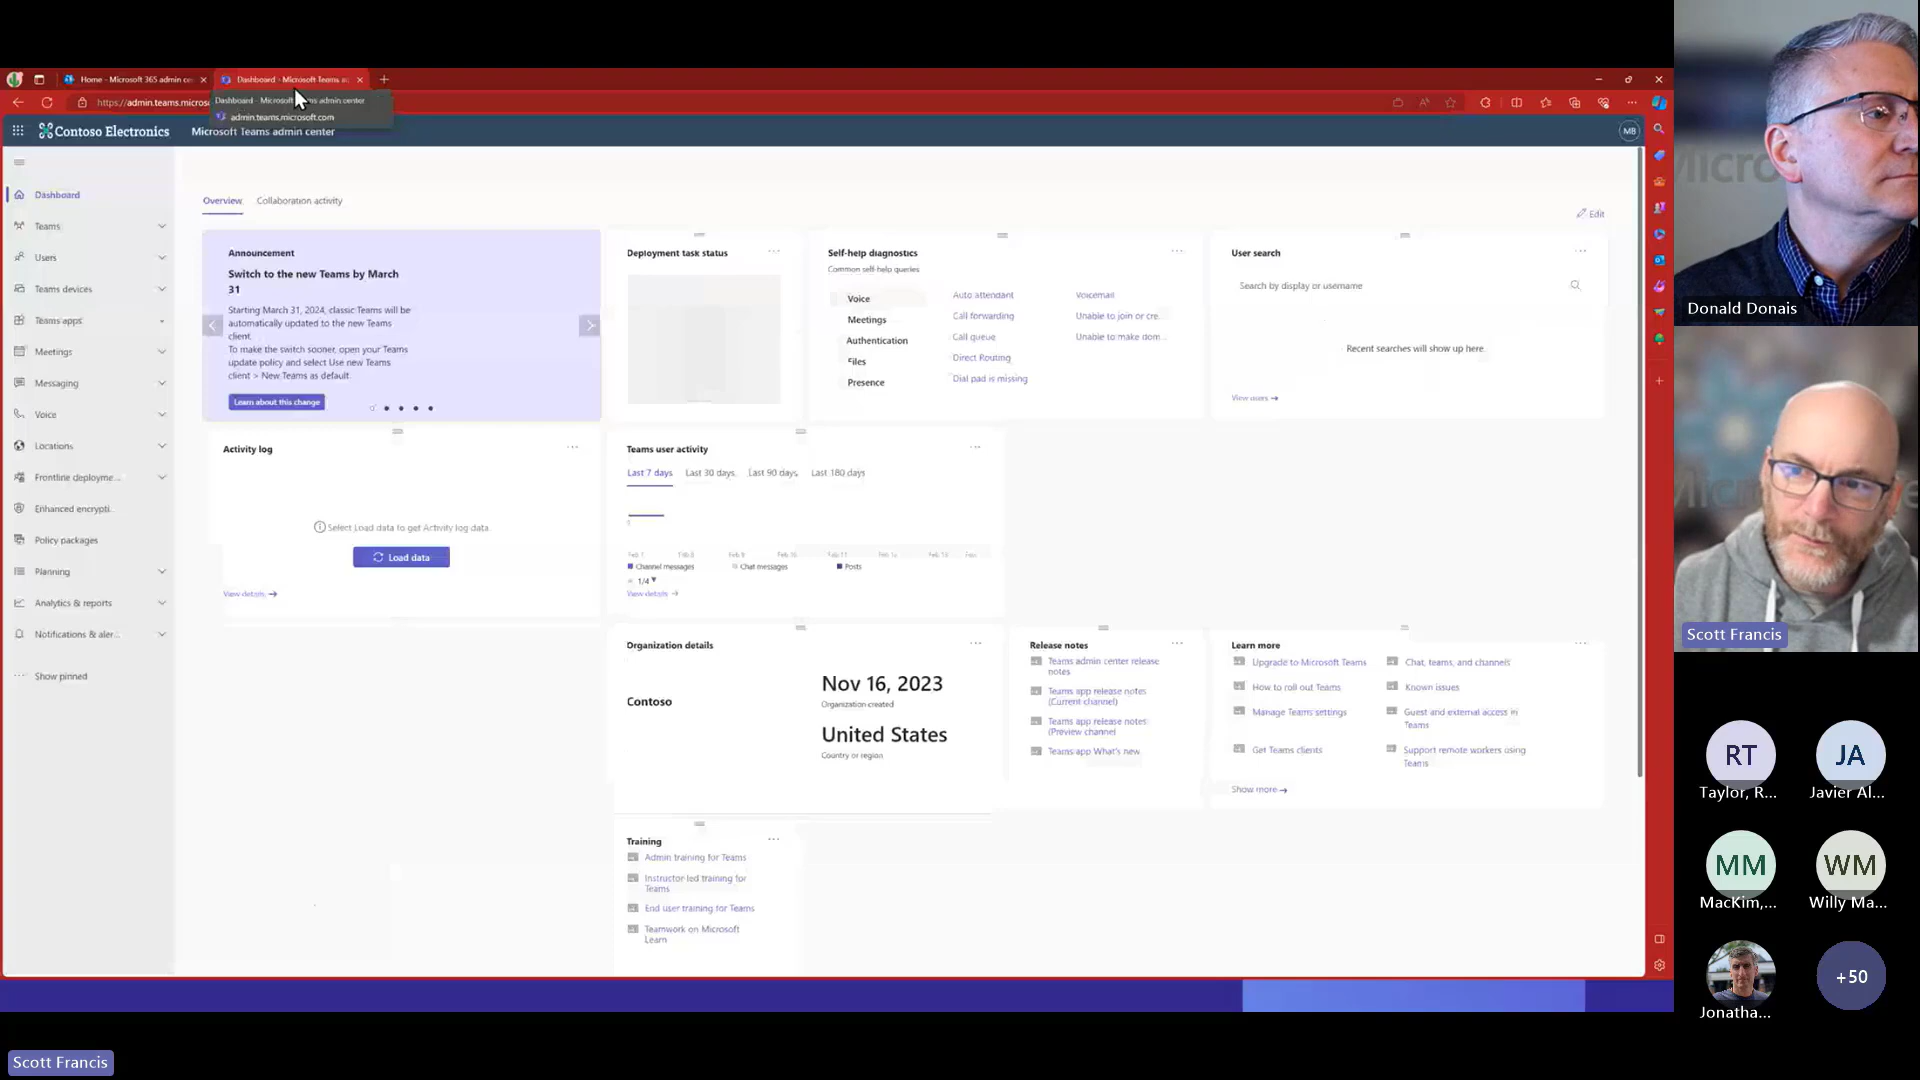 Home - Microsoft 365 admin ce
Dashboard - Microsoft Teams a
https://admin.teams.micros
Dashboard - Microsoft Teams admin center
admin.teams.microsoft.com
Contoso Electronics
Microsoft Teams admin center
MB
Dashboard
Teams
Users
Teams devices
Teams apps
Meetings
Messaging
Voice
Locations
Frontline deployme...
Enhanced encrypti..
Policy packages
Planning
Analytics & reports
Notifications & aler...
Show pinned
Overview
Collaboration activity
Edit
Announcement
Switch to the new Teams by March
31
Starting March 31, 2024, classic Teams will be
automatically updated to the new Teams
client.
To make the switch sooner, open your Teams
update policy and select Use new Teams
client > New Teams as default.
Learn about this change
Deployment task status
Self-help diagnostics
Common self-help queries
Voice
Meetings
Authentication
Files
Presence
Auto attendant
Call forwarding
Call queue
Direct Routing
Dial pad is missing
Voicemail
Unable to join or cre...
Unable to make dom...
User search
Search by display or username
Recent searches will show up here.
View users
Activity log
Select Load data to get Activity log data.
Load data
View details
Teams user activity
Last 7 days
Last 30 days
Last 90 days
Last 180 days
Channel messages
Chat messages
Posts
1/4
View details
Organization details
Contoso
Nov 16, 2023
Organization created
United States
Country or region
Release notes
Teams admin center release
notes
Teams app release notes
(Current channel)
Teams app release notes
(Preview channel
Teams app What's new
Learn more
Upgrade to Microsoft Teams
How to roll out Teams
Manage Teams settings
Get Teams clients
Chat, teams, and channels
Known issues
Guest and external access in
Teams
Support remote workers using
Teams
Show more
Training
Admin training for Teams
Instructor led training for
Teams
End user training for Teams
Teamwork on Microsoft
Learn
Donald Donais
Scott Francis
RT
Taylor, R...
JA
Javier Al...
MM
MacKim,...
WM
Willy Ma...
Jonatha...
+50
Scott Francis